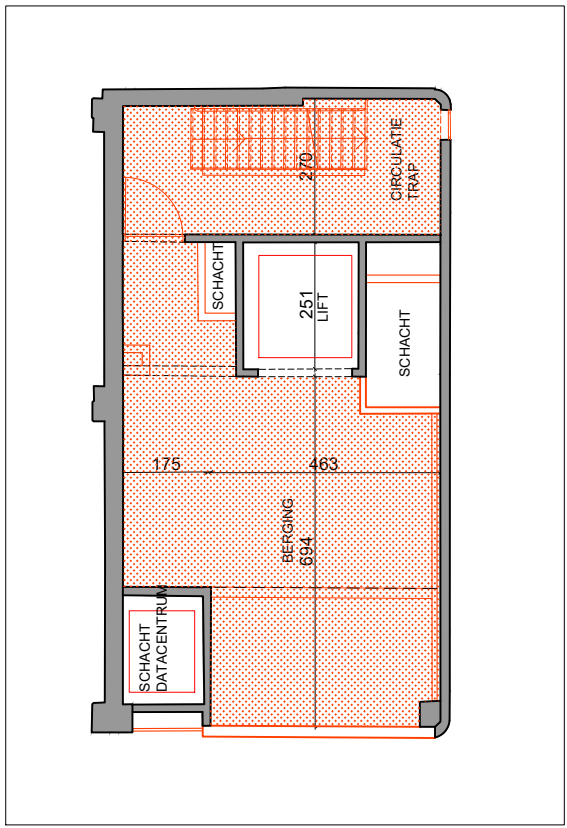 CIRCULATIE
TRAP
270
SCHACHT
251
LIFT
SCHACHT
175
463
BERGING
694
SCHACHT
DATACENTRUM